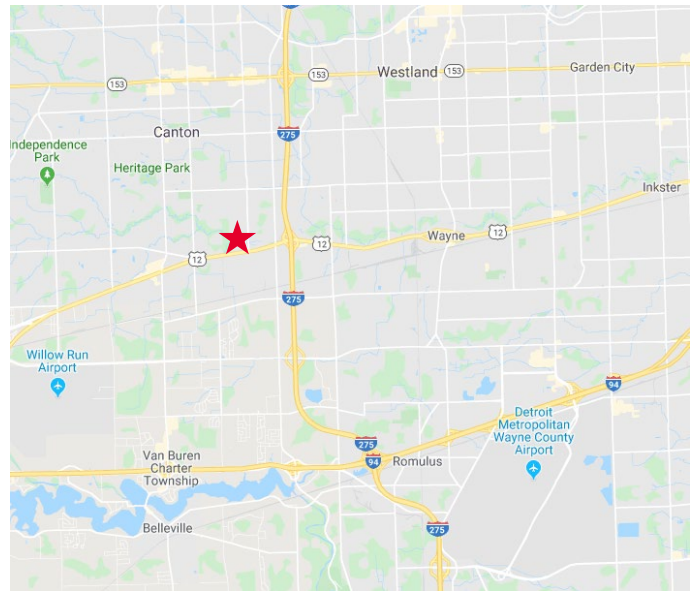 Westland
153
Garden City
153
153
Canton
275
Independence
Park
Heritage Park
Inkster
12
12
Wayne
12
275
Willow Run
Airport
94
Detroit
Metropolitan
Wayne County
Airport
275
Van Buren
Charter
Township
94
Romulus
Belleville
275